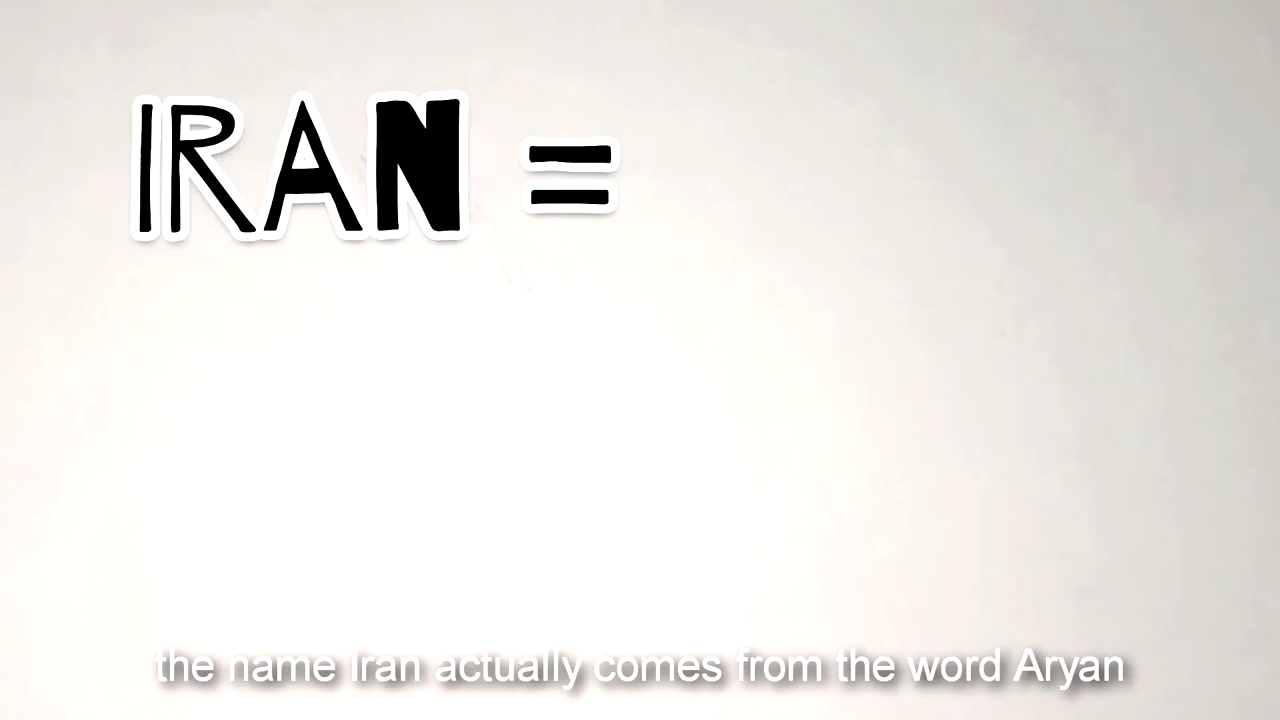 IRAN =
the name Iran actually comes from the word Aryan